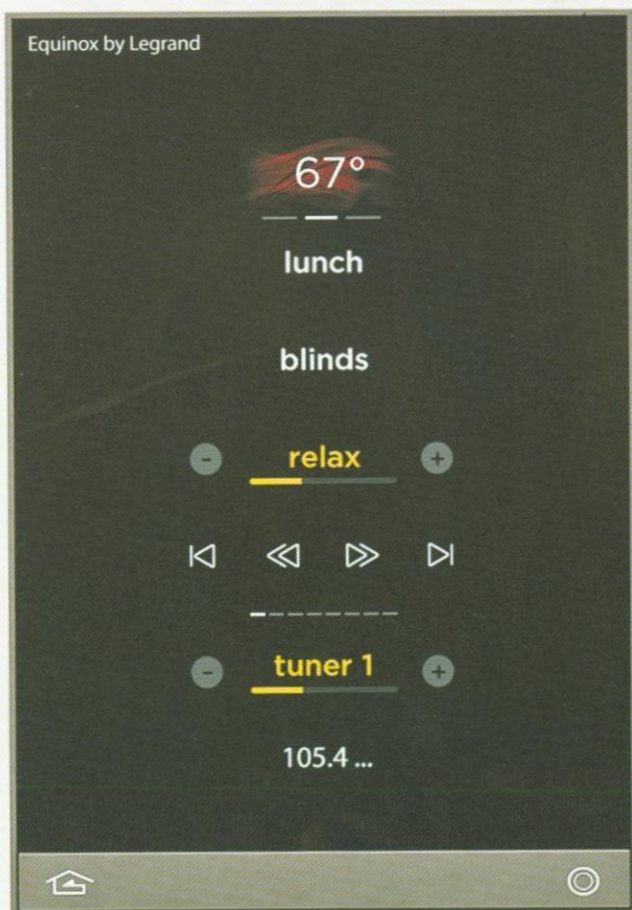 Equinox by Legrand
67°
lunch
blinds
- relax +
- tuner 1 +
105.4 ...